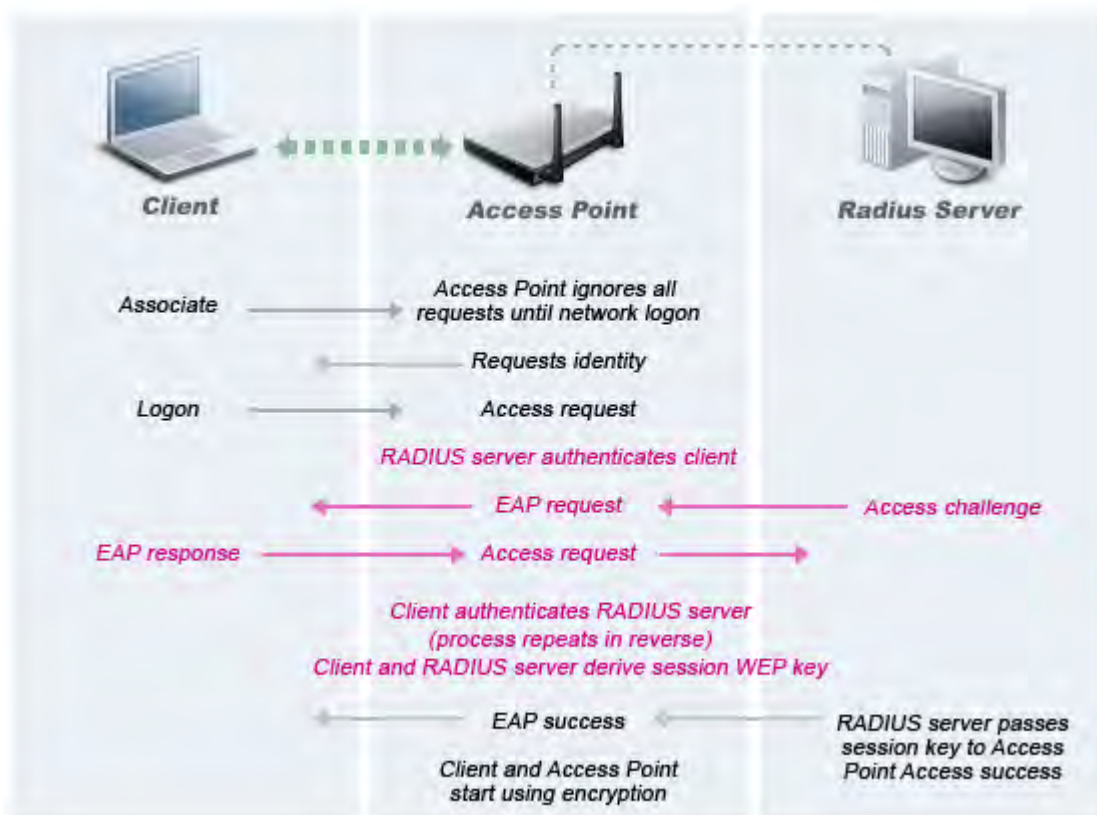 Client
Access Point
Radius Server
Associate
Access Point ignores all
requests until network logon
Requests identity
Logon
Access request
RADIUS server authenticates client
EAP request
Access challenge
EAP response
Access request
Client authenticates RADIUS server
(process repeats in reverse)
Client and RADIUS server derive session WEP key
EAP success
RADIUS server passes
session key to Access
Point Access success
Client and Access Point
start using encryption